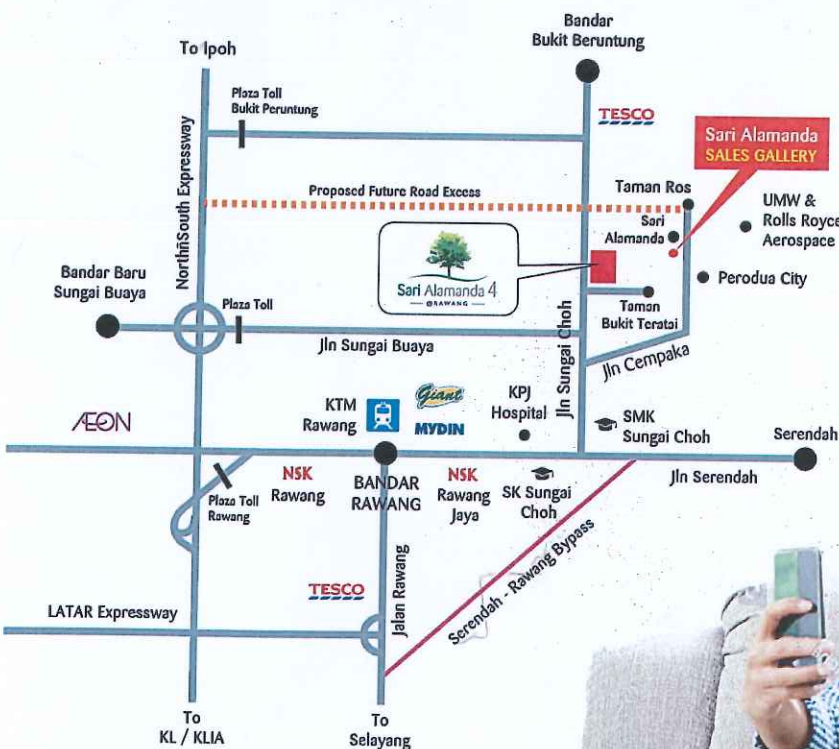 Bandar
Bukit Beruntung
To Ipoh
Plaza Toll
Bukit Peruntung
TESCO
Sari Alamanda
SALES GALLERY
NorthñSouth Expressway
Proposed Future Road Excess
Taman Ros
Sari
Alamanda
UMW &
Rolls Royce
Aerospace
Sari Alamanda 4
@RAWANG
Bandar Baru
Sungai Buaya
Plaza Toll
Perodua City
Taman
Bukit Teratai
Jln Sungai Buaya
Jln Sungai Choh
Jln Cempaka
ÆON
KTM
Rawang
Giant
MYDIN
KPJ
Hospital
SMK
Sungai Choh
Serendah
Plaza Toll
Rawang
NSK
Rawang
BANDAR
RAWANG
NSK
Rawang
Jaya
SK Sungai
Choh
Jln Serendah
TESCO
Jalan Rawang
Serendah - Rawang Bypass
LATAR Expressway
To
KL / KLIA
To
Selayang